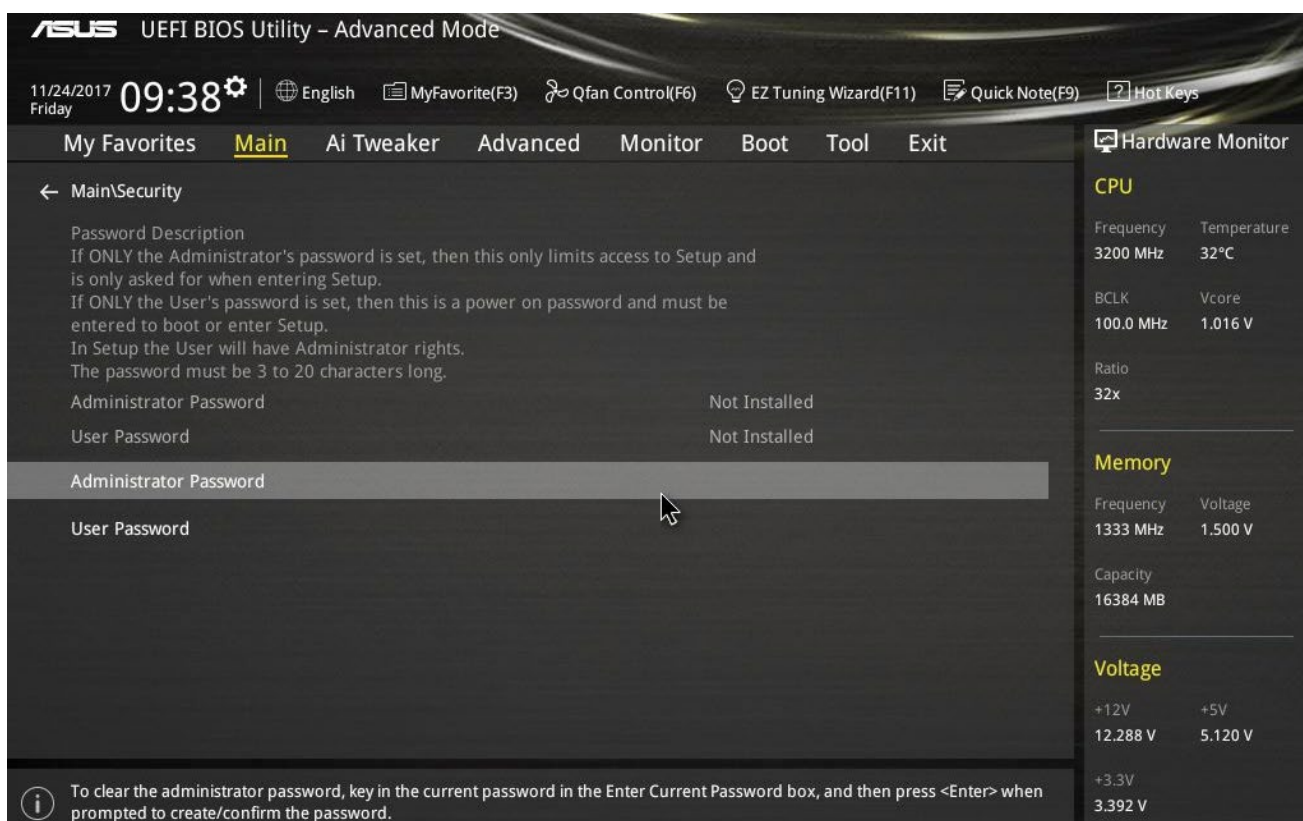 ASUS UEFI BIOS Utility – Advanced Mode
11/24/2017
Friday
09:38
English
MyFavorite(F3)
Qfan Control(F6)
EZ Tuning Wizard(F11)
Quick Note(F9)
? Hot Keys
My Favorites Main Ai Tweaker Advanced Monitor Boot Tool Exit
← Main\Security
Password Description
If ONLY the Administrator's password is set, then this only limits access to Setup and
is only asked for when entering Setup.
If ONLY the User's password is set, then this is a power on password and must be
entered to boot or enter Setup.
In Setup the User will have Administrator rights.
The password must be 3 to 20 characters long.
Administrator Password Not Installed
User Password Not Installed
Administrator Password
User Password
i
To clear the administrator password, key in the current password in the Enter Current Password box, and then press <Enter> when
prompted to create/confirm the password.
Hardware Monitor
CPU
Frequency Temperature
3200 MHz 32°C
BCLK Vcore
100.0 MHz 1.016 V
Ratio
32x
Memory
Frequency Voltage
1333 MHz 1.500 V
Capacity
16384 MB
Voltage
+12V +5V
12.288 V 5.120 V
+3.3V
3.392 V